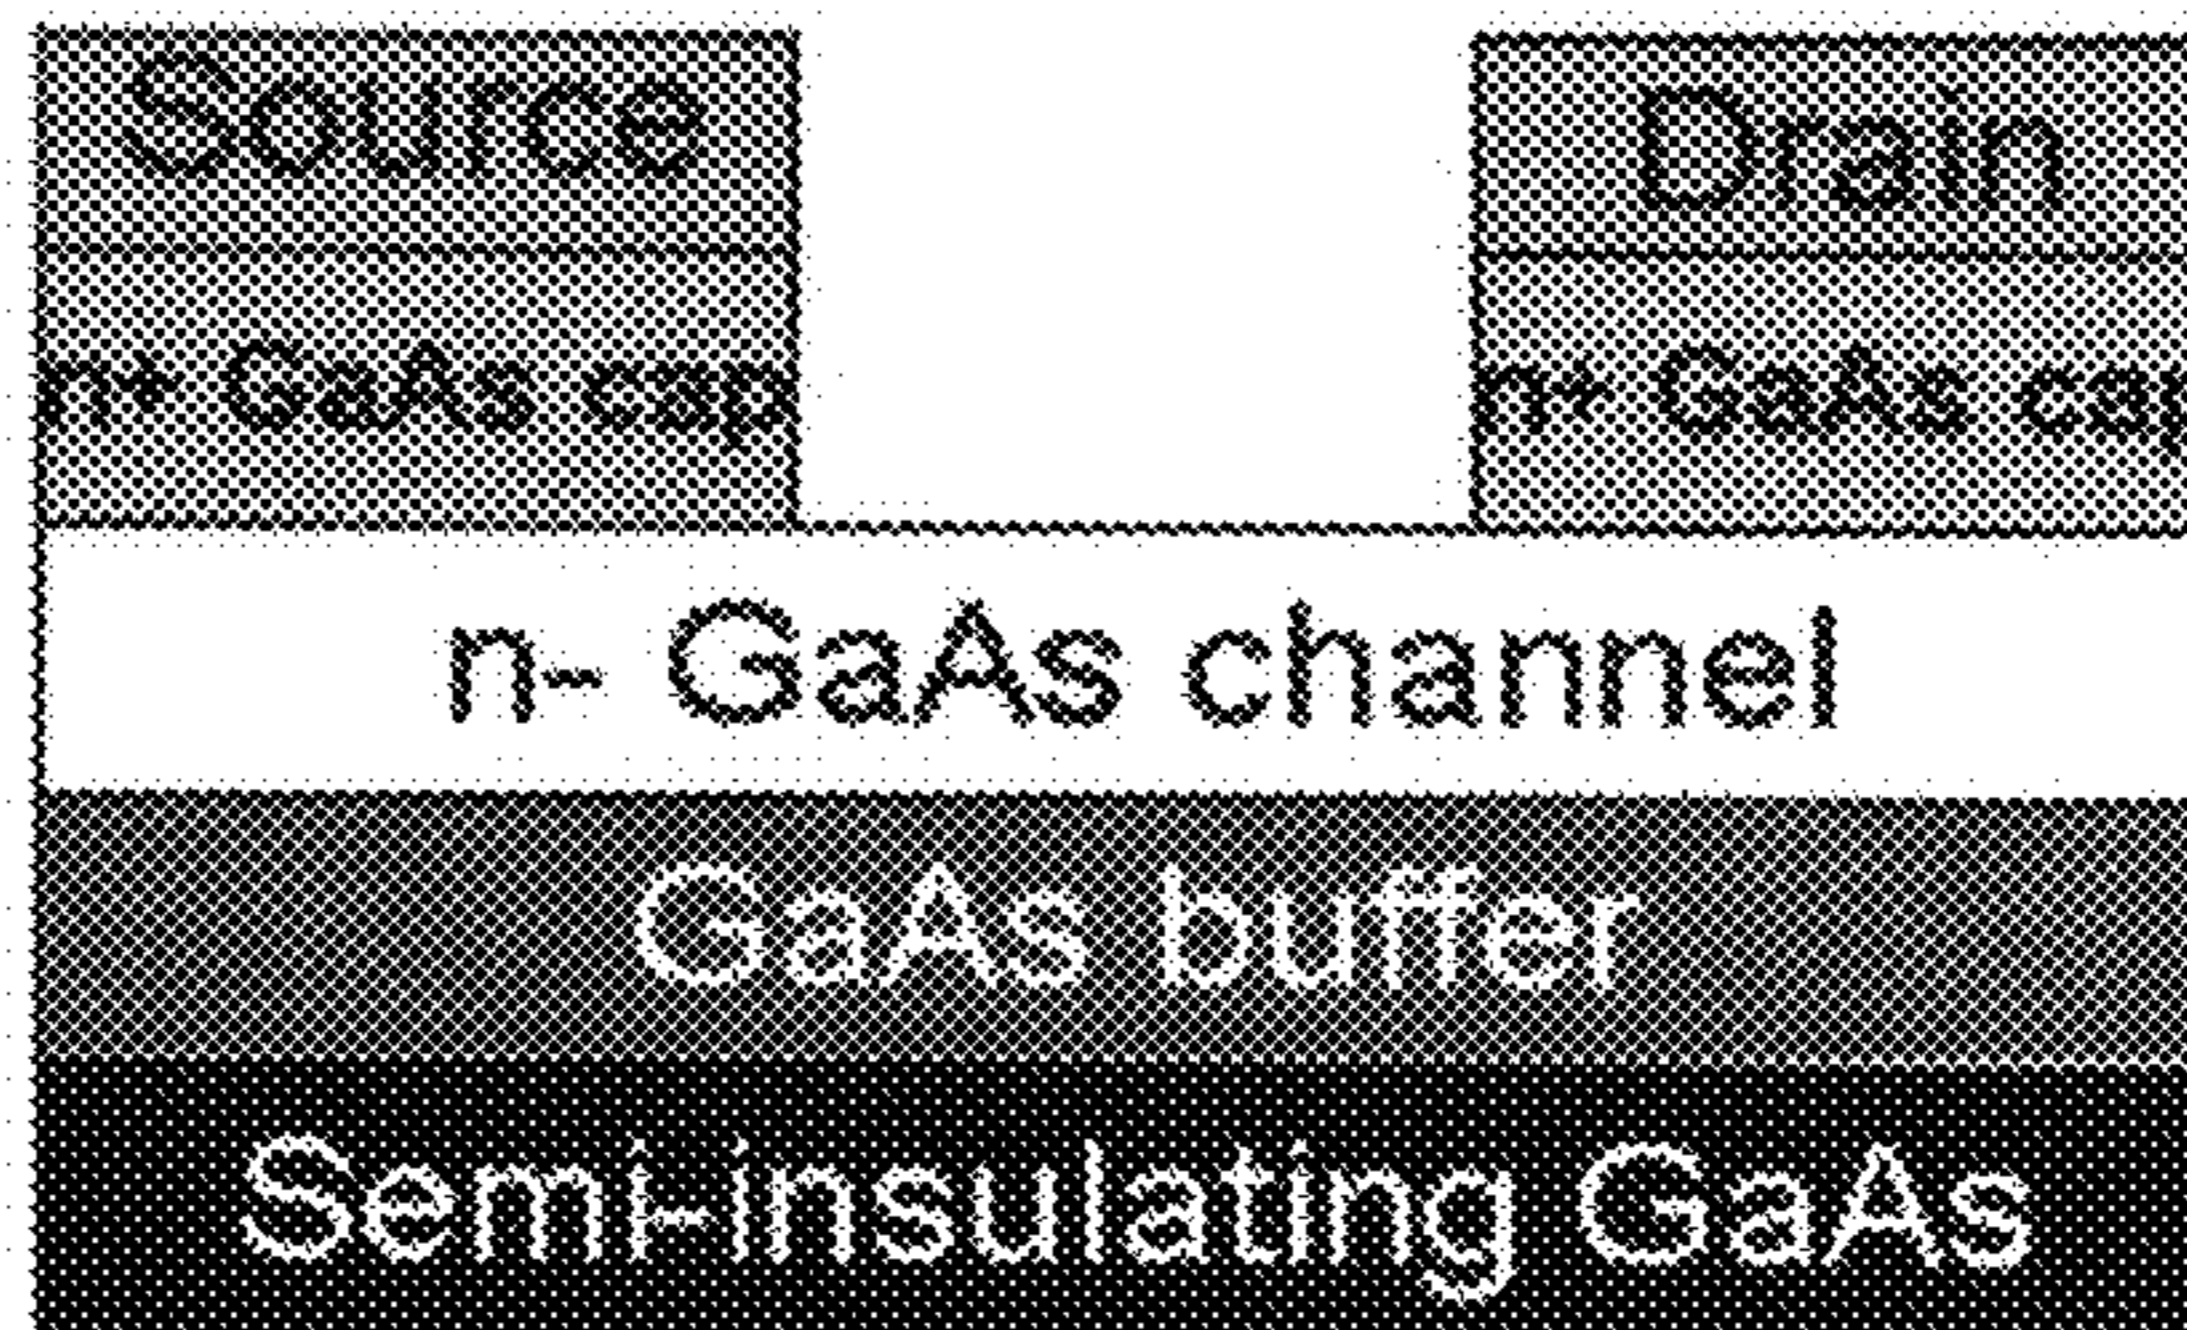 Source
Drain
n+ GaAs cap
n+ GaAs cap
n- GaAs channel
GaAs buffer
Semi-insulating GaAs